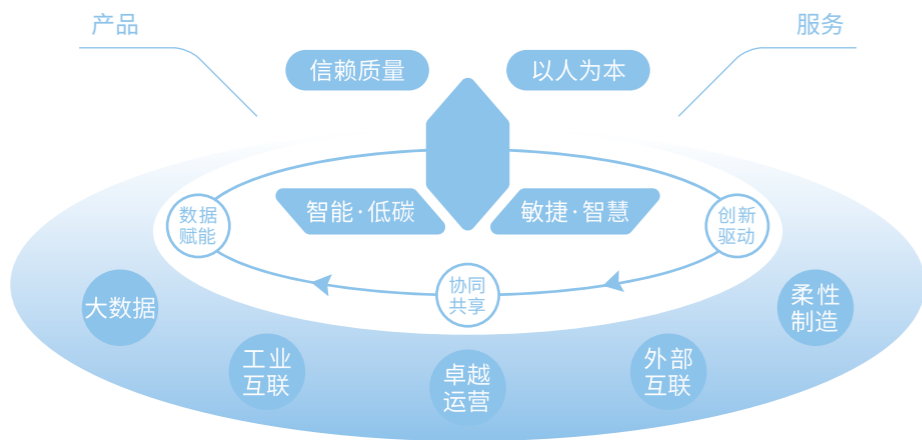 产品
服务
信赖质量
以人为本
智能·低碳
敏捷·智慧
数据
赋能
创新
驱动
协同
共享
大数据
工业
互联
卓越
运营
外部
互联
柔性
制造